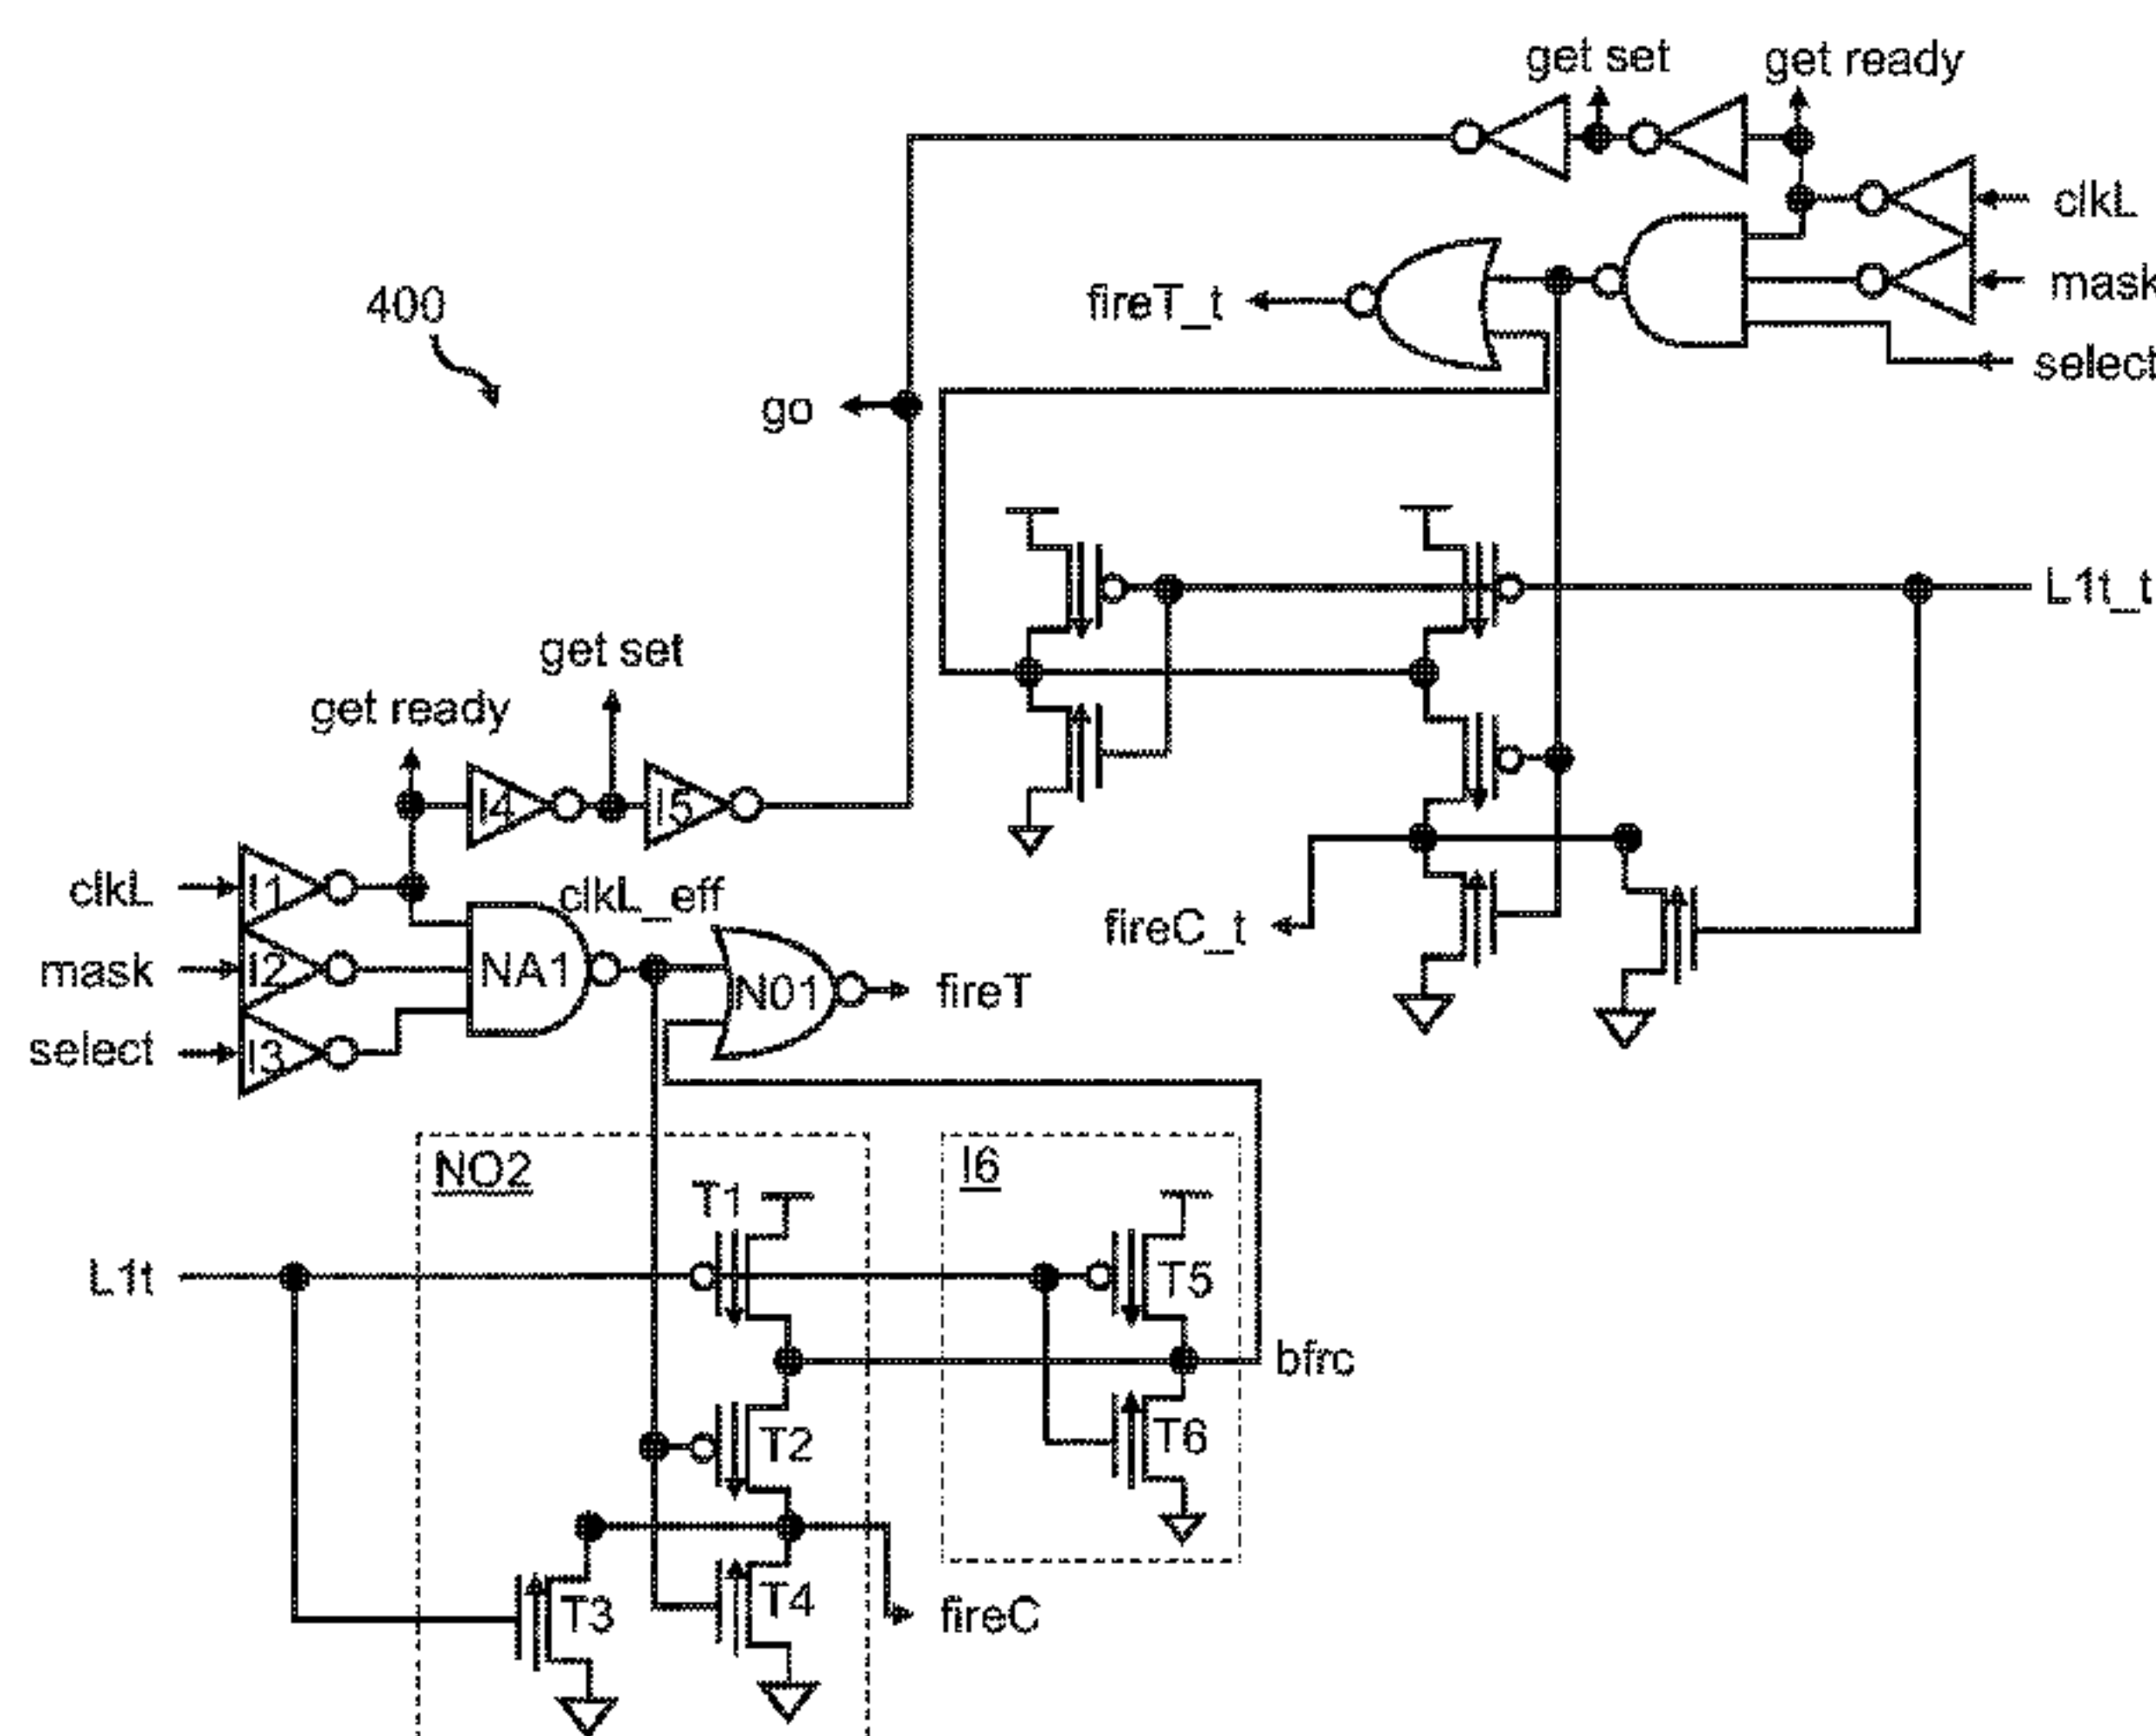 get set
get ready
clkL
mask
select
fireT_t
400
go
L1t_t
get set
get ready
I4
I5
clkL
I1
clkL_eff
fireC_t
mask
I2
NA1
N01
fireT
select
I3
NO2
I6
T1
L1t
T5
bfrc
T2
T6
T3
T4
fireC